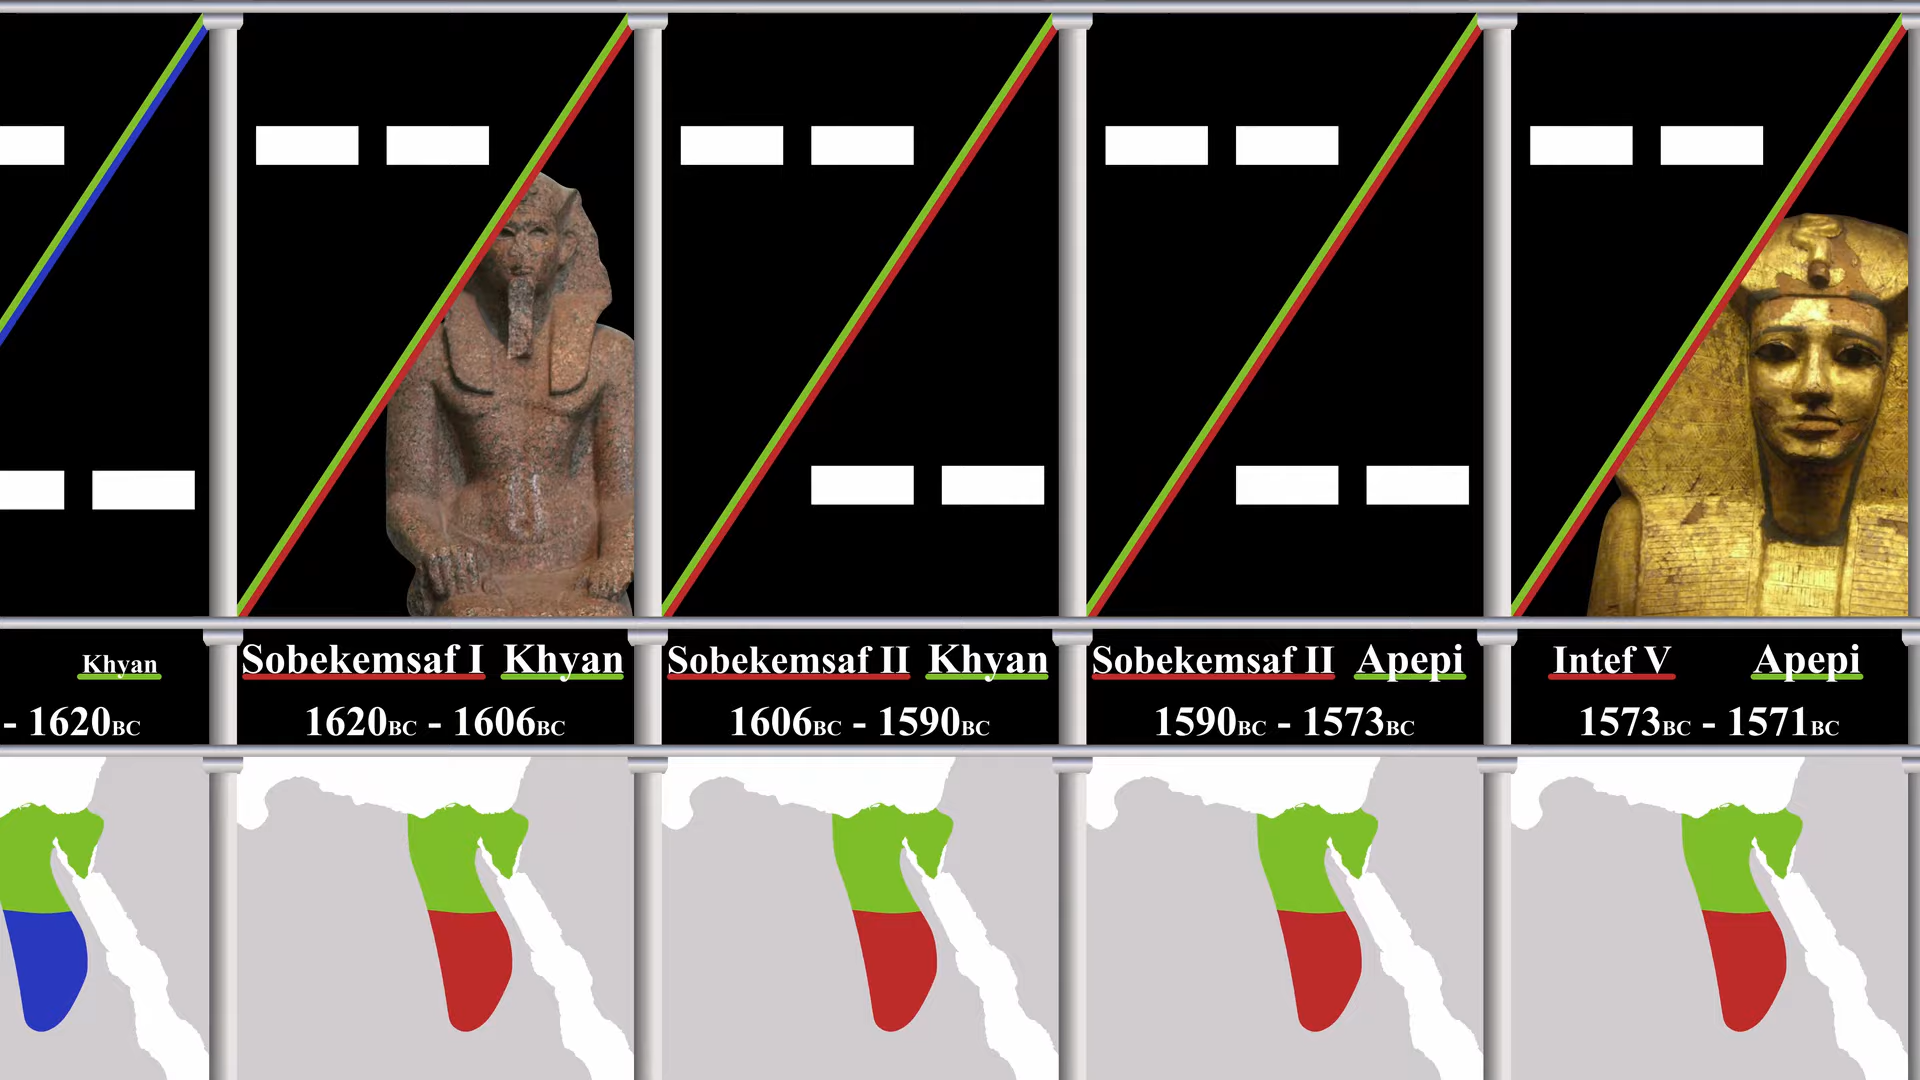 Khyan
- 1620BC
Sobekemsaf I Khyan
1620BC - 1606BC
Sobekemsaf II Khyan
1606BC - 1590BC
Sobekemsaf II Apepi
1590BC - 1573BC
Intef V Apepi
1573BC - 1571BC